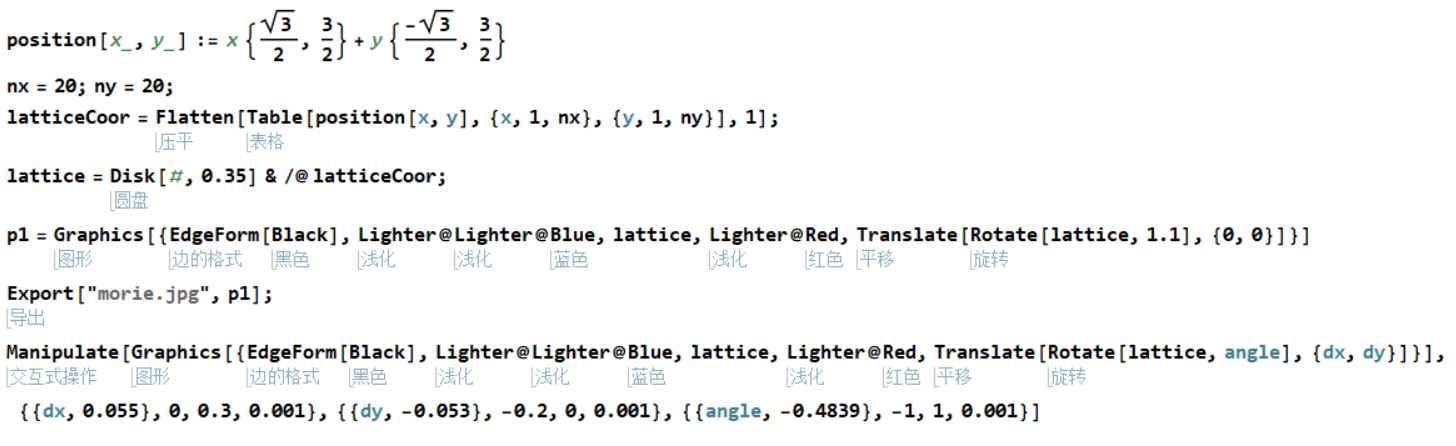 position[x_, y_] := x {√3/2, 3/2} + y {-√3/2, 3/2}
nx = 20; ny = 20;
latticeCoor = Flatten[Table[position[x, y], {x, 1, nx}, {y, 1, ny}], 1];
压平 表格
lattice = Disk[#, 0.35] & /@ latticeCoor;
圆盘
p1 = Graphics[{EdgeForm[Black], Lighter@Lighter@Blue, lattice, Lighter@Red, Translate[Rotate[lattice, 1.1], {0, 0}]}]
图形 边的格式 黑色 浅化 浅化 蓝色 浅化 红色 平移 旋转
Export["morie.jpg", p1];
导出
Manipulate[Graphics[{EdgeForm[Black], Lighter@Lighter@Blue, lattice, Lighter@Red, Translate[Rotate[lattice, angle], {dx, dy}]}],
交互式操作 图形 边的格式 黑色 浅化 浅化 蓝色 浅化 红色 平移 旋转
{{dx, 0.055}, 0, 0.3, 0.001}, {{dy, -0.053}, -0.2, 0, 0.001}, {{angle, -0.4839}, -1, 1, 0.001}]